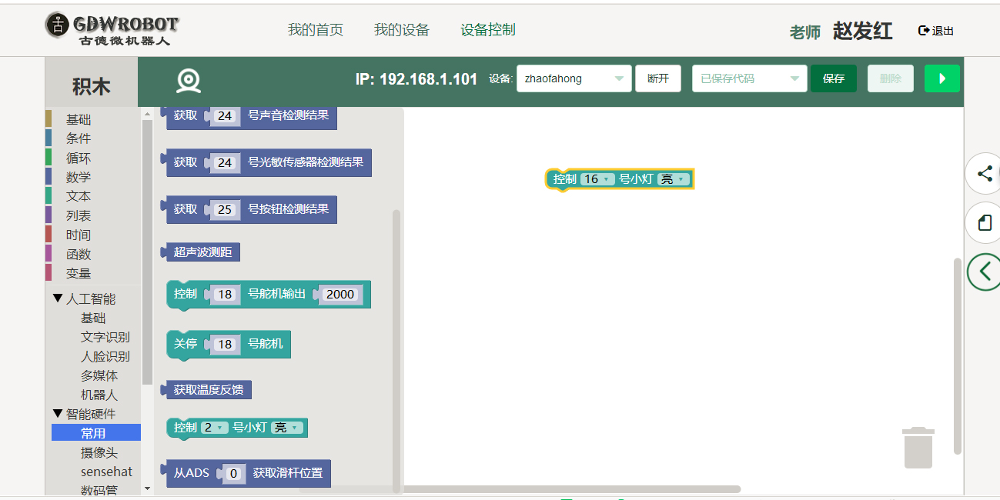 GDWROBOT
古德微机器人
我的首页 我的设备 设备控制
老师 赵发红 退出
积木
IP: 192.168.1.101 设备: zhaofahong 断开 已保存代码 保存 删除
基础
条件
循环
数学
文本
列表
时间
函数
变量
人工智能
基础
文字识别
人脸识别
多媒体
机器人
智能硬件
常用
摄像头
sensehat
数码管
获取 24 号声音检测结果
获取 24 号光敏传感器检测结果
获取 25 号按钮检测结果
超声波测距
控制 18 号舵机输出 2000
关停 18 号舵机
获取温度反馈
控制 2 号小灯 亮
从ADS 0 获取滑杆位置
控制 16 号小灯 亮